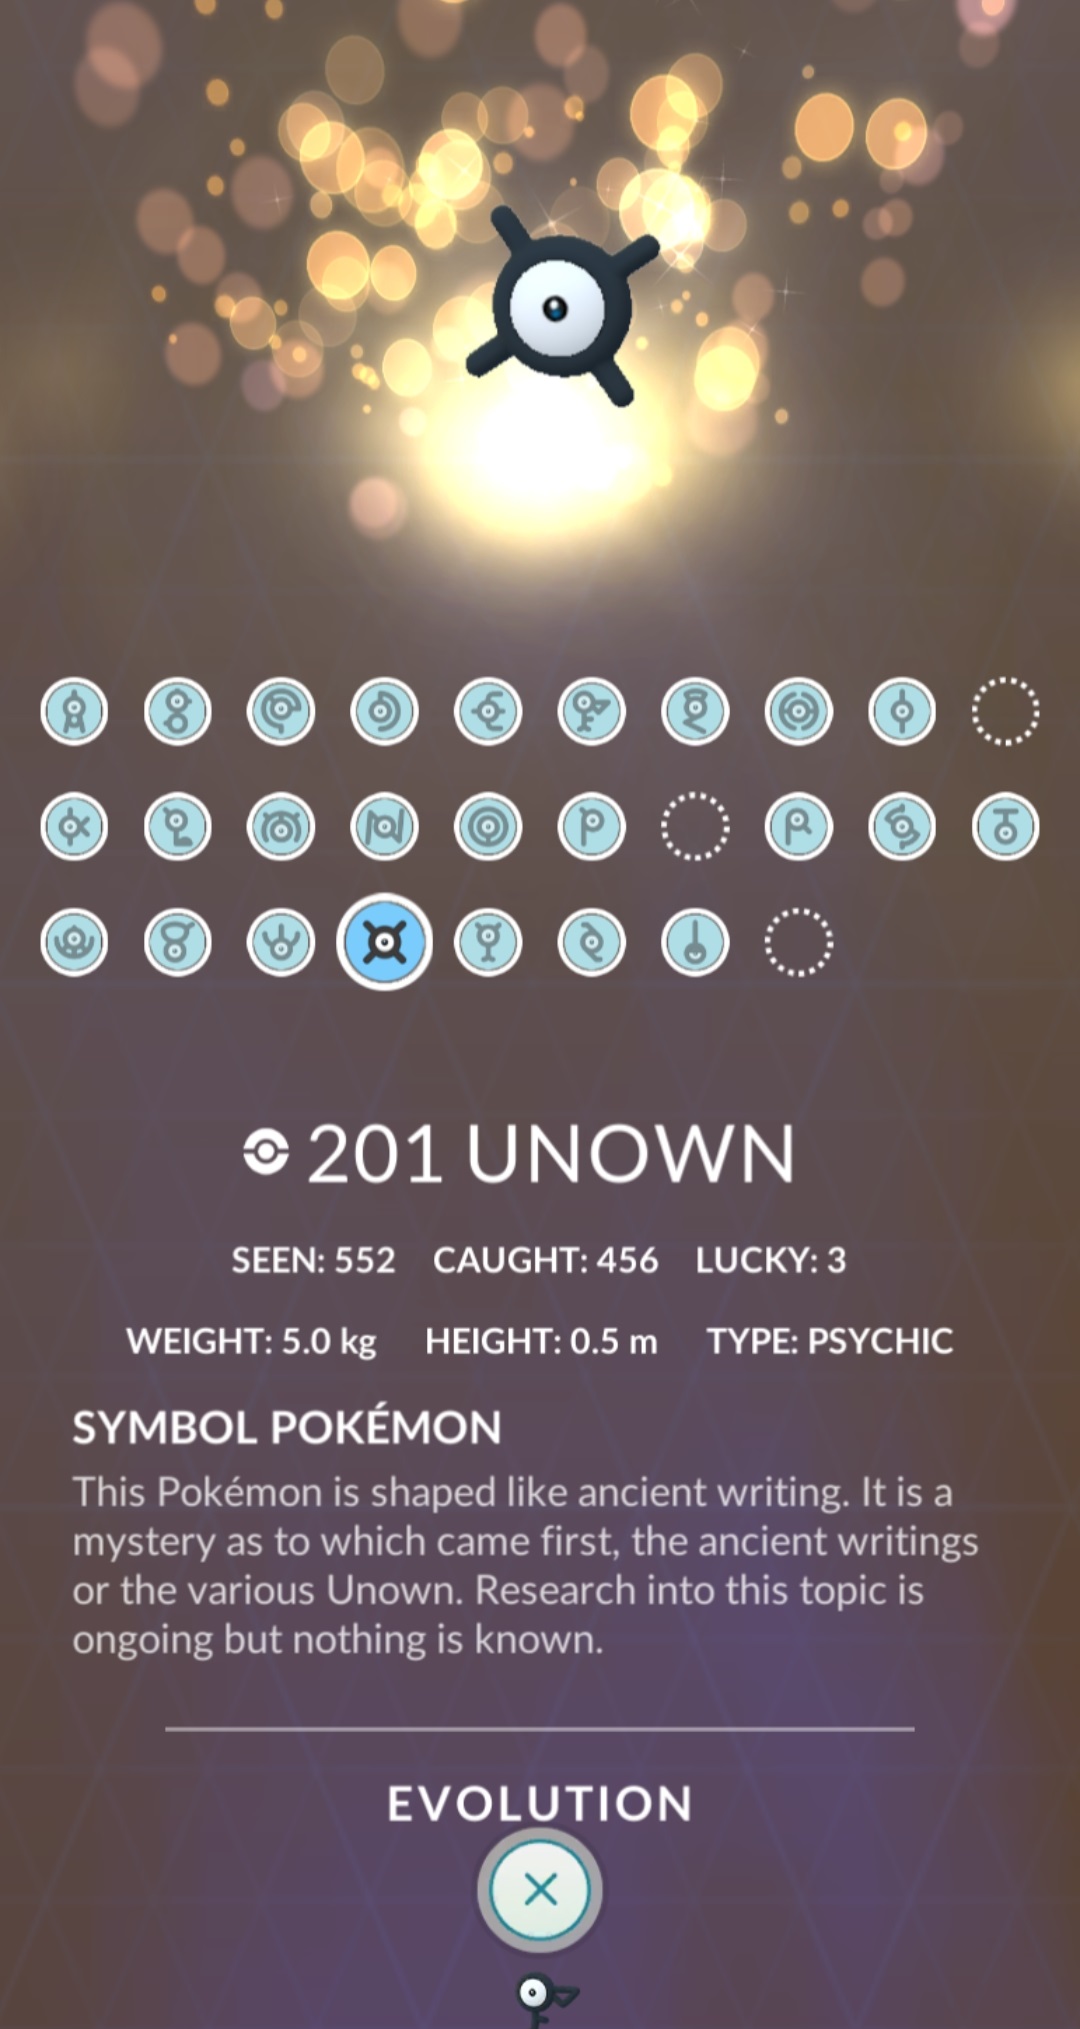 201 UNOWN
SEEN: 552 CAUGHT: 456 LUCKY: 3
WEIGHT: 5.0 kg HEIGHT: 0.5 m TYPE: PSYCHIC
SYMBOL POKÉMON
This Pokémon is shaped like ancient writing. It is a
mystery as to which came first, the ancient writings
or the various Unown. Research into this topic is
ongoing but nothing is known.
EVOLUTION